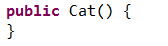 public Cat() {
}